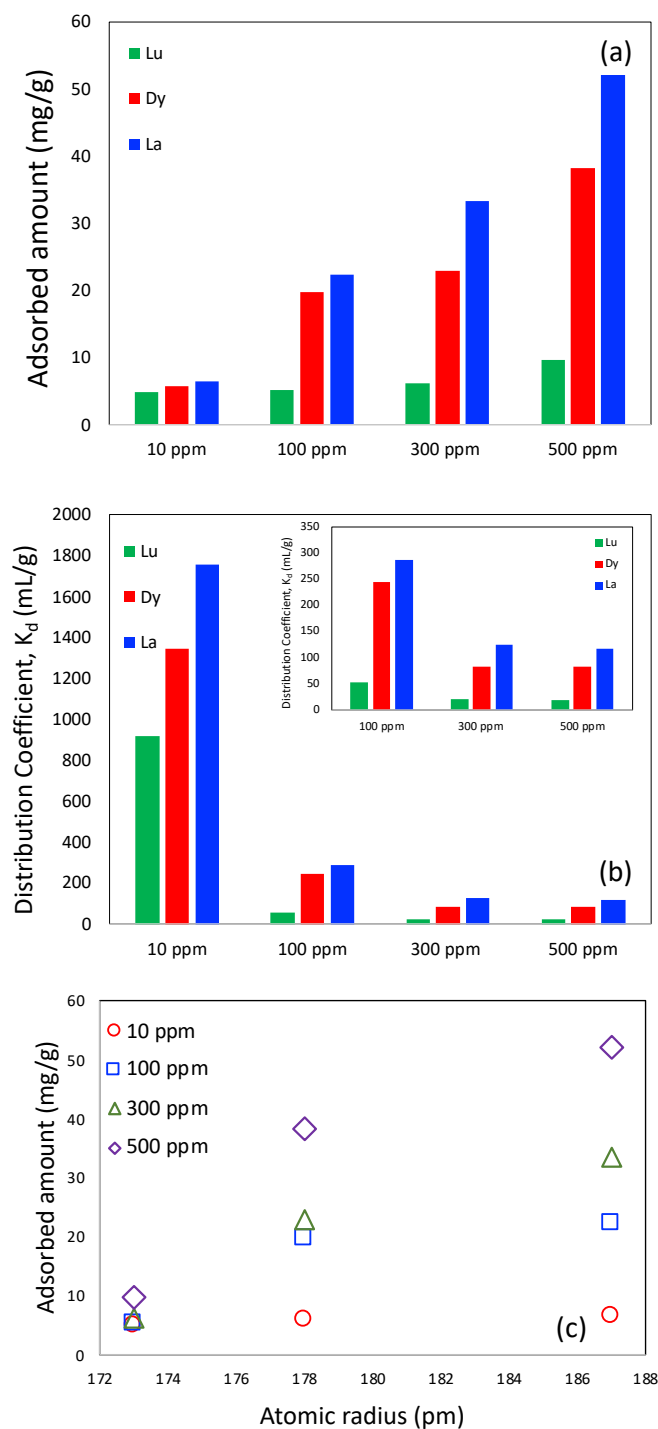 60
50
40
30
20
10
0
Adsorbed amount (mg/g)
Lu
Dy
La
(a)
10 ppm 100 ppm 300 ppm 500 ppm
2000
1800
1600
1400
1200
1000
800
600
400
200
0
Distribution Coefficient, Kd (mL/g)
Lu
Dy
La
350
300
250
200
150
100
50
0
Distribution Coefficient, Kd (mL/g)
Lu
Dy
La
100 ppm 300 ppm 500 ppm
(b)
10 ppm 100 ppm 300 ppm 500 ppm
60
50
40
30
20
10
0
Adsorbed amount (mg/g)
10 ppm
100 ppm
300 ppm
500 ppm
(c)
172 174 176 178 180 182 184 186 188
Atomic radius (pm)